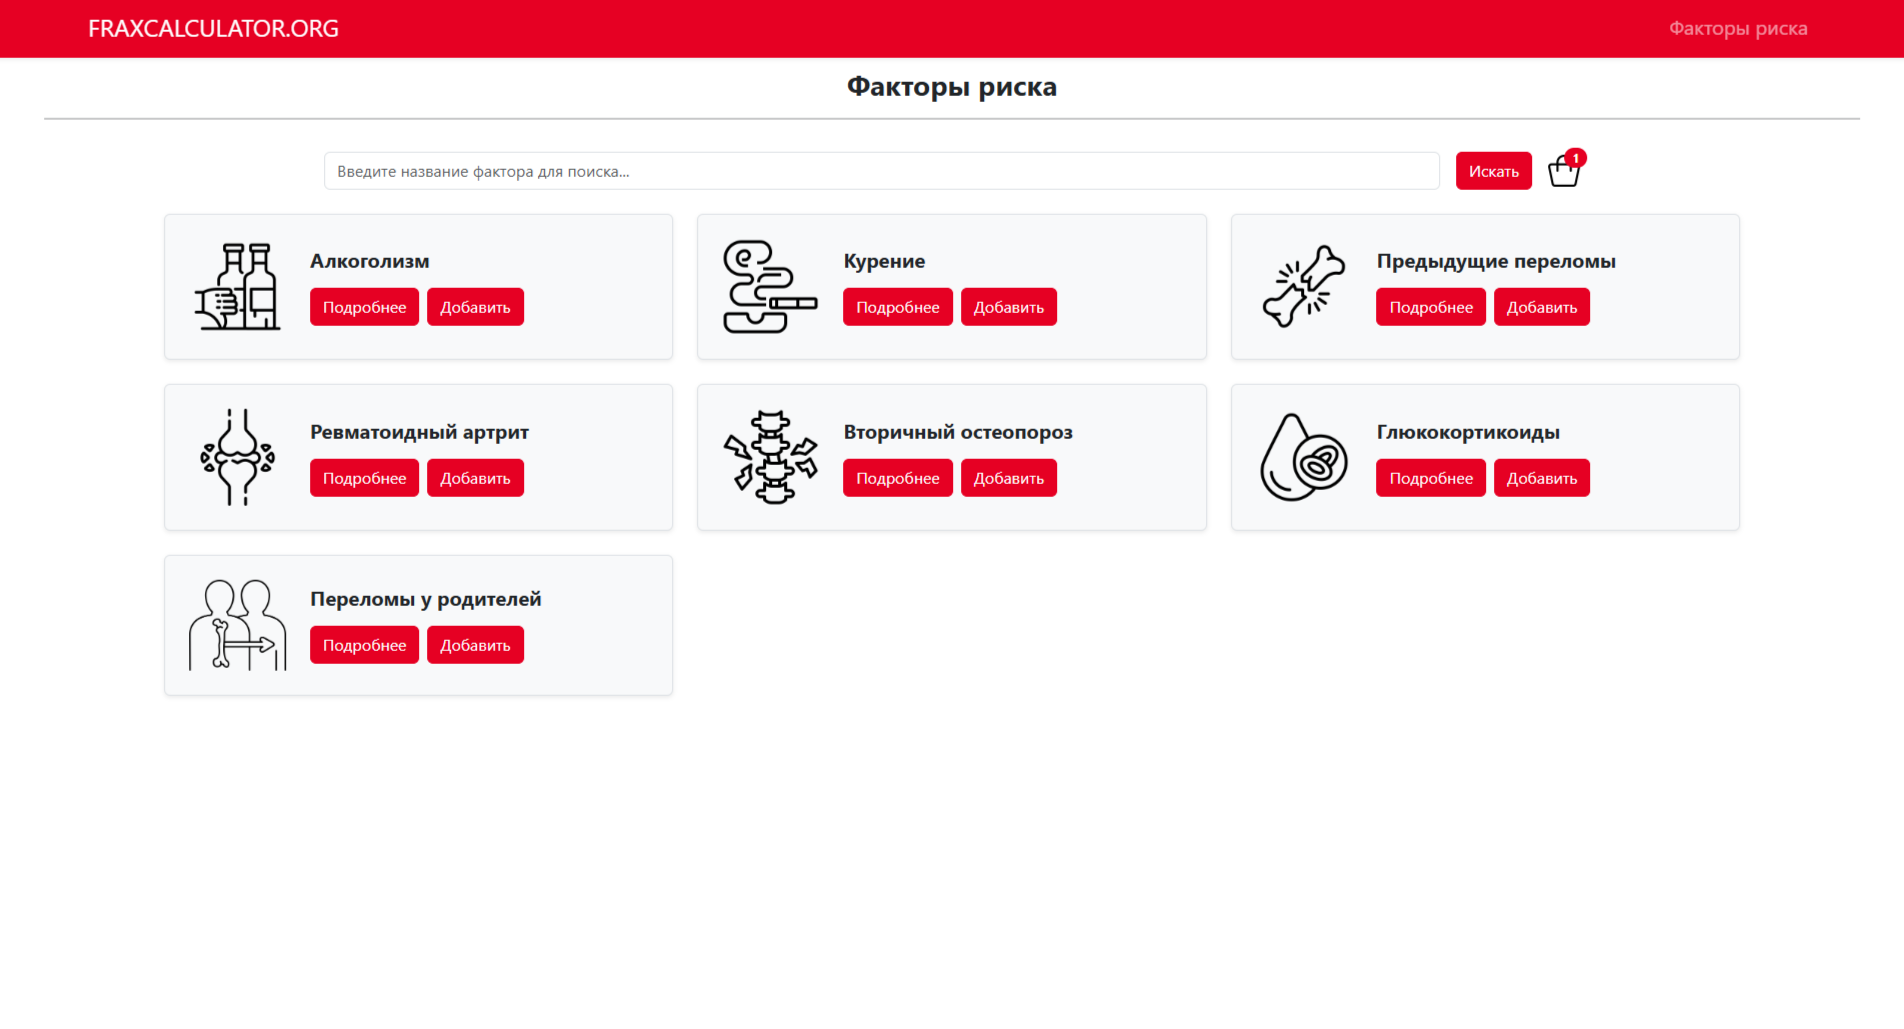 FRAXCALCULATOR.ORG
Факторы риска
Факторы риска
Введите название фактора для поиска...
Искать
1
Алкоголизм
Подробнее Добавить
Курение
Подробнее Добавить
Предыдущие переломы
Подробнее Добавить
Ревматоидный артрит
Подробнее Добавить
Вторичный остеопороз
Подробнее Добавить
Глюкокортикоиды
Подробнее Добавить
Переломы у родителей
Подробнее Добавить